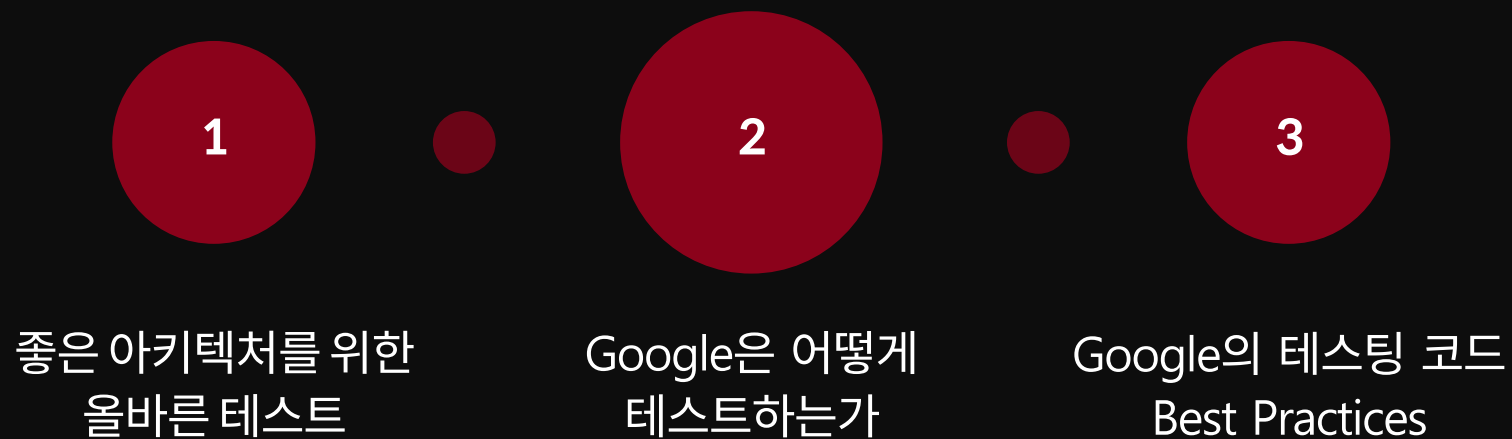 1
2
3
좋은 아키텍처를 위한
올바른 테스트
Google은 어떻게
테스트하는가
Google의 테스팅 코드
Best Practices